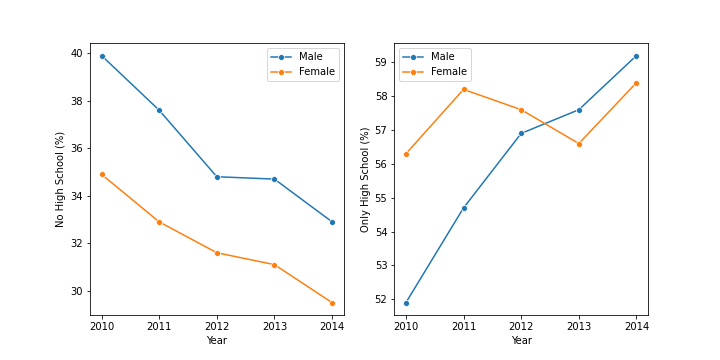 No High School (%)
40
38
36
34
32
30
Male
Female
2010 2011 2012 2013 2014
Year
Only High School (%)
59
58
57
56
55
54
53
52
Male
Female
2010 2011 2012 2013 2014
Year